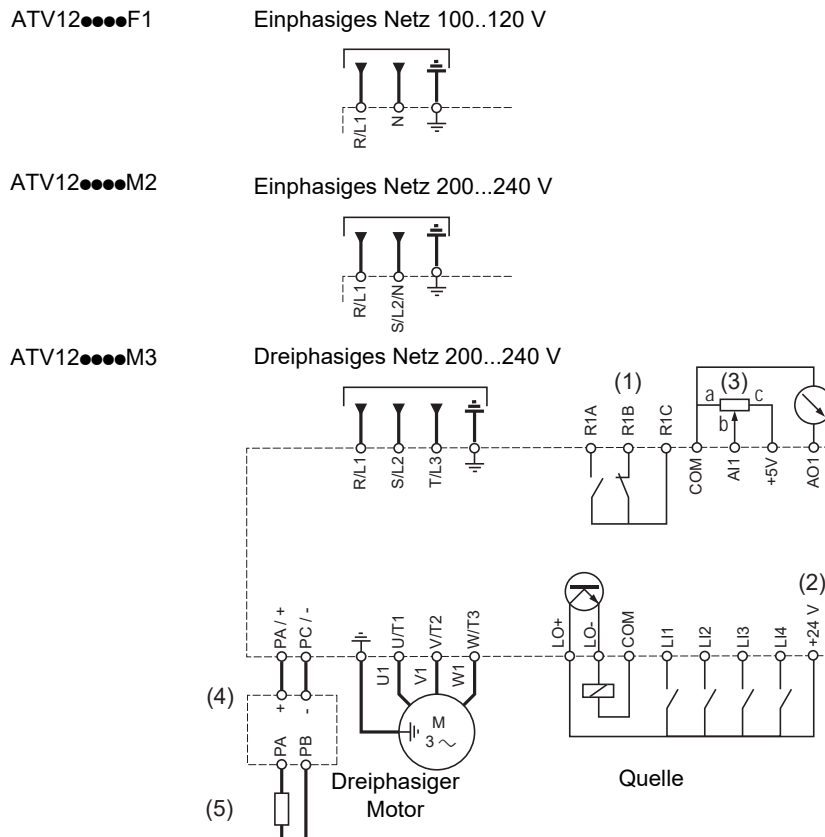 ATV12●●●●F1 Einphasiges Netz 100..120 V
R/L1 N
ATV12●●●●M2 Einphasiges Netz 200...240 V
R/L1 S/L2/N
ATV12●●●●M3 Dreiphasiges Netz 200...240 V
(1) (3)
a c
b
R/L1 S/L2 T/L3 R1A R1B R1C COM AI1 +5V AO1
(2)
PA / + PC / - U/T1 V/T2 W/T3 LO+ LO- COM LI1 LI2 LI3 LI4 +24 V
U1 V1 W1
(4) + -
M
3 ~
PA PB
Dreiphasiger
Motor
Quelle
(5)